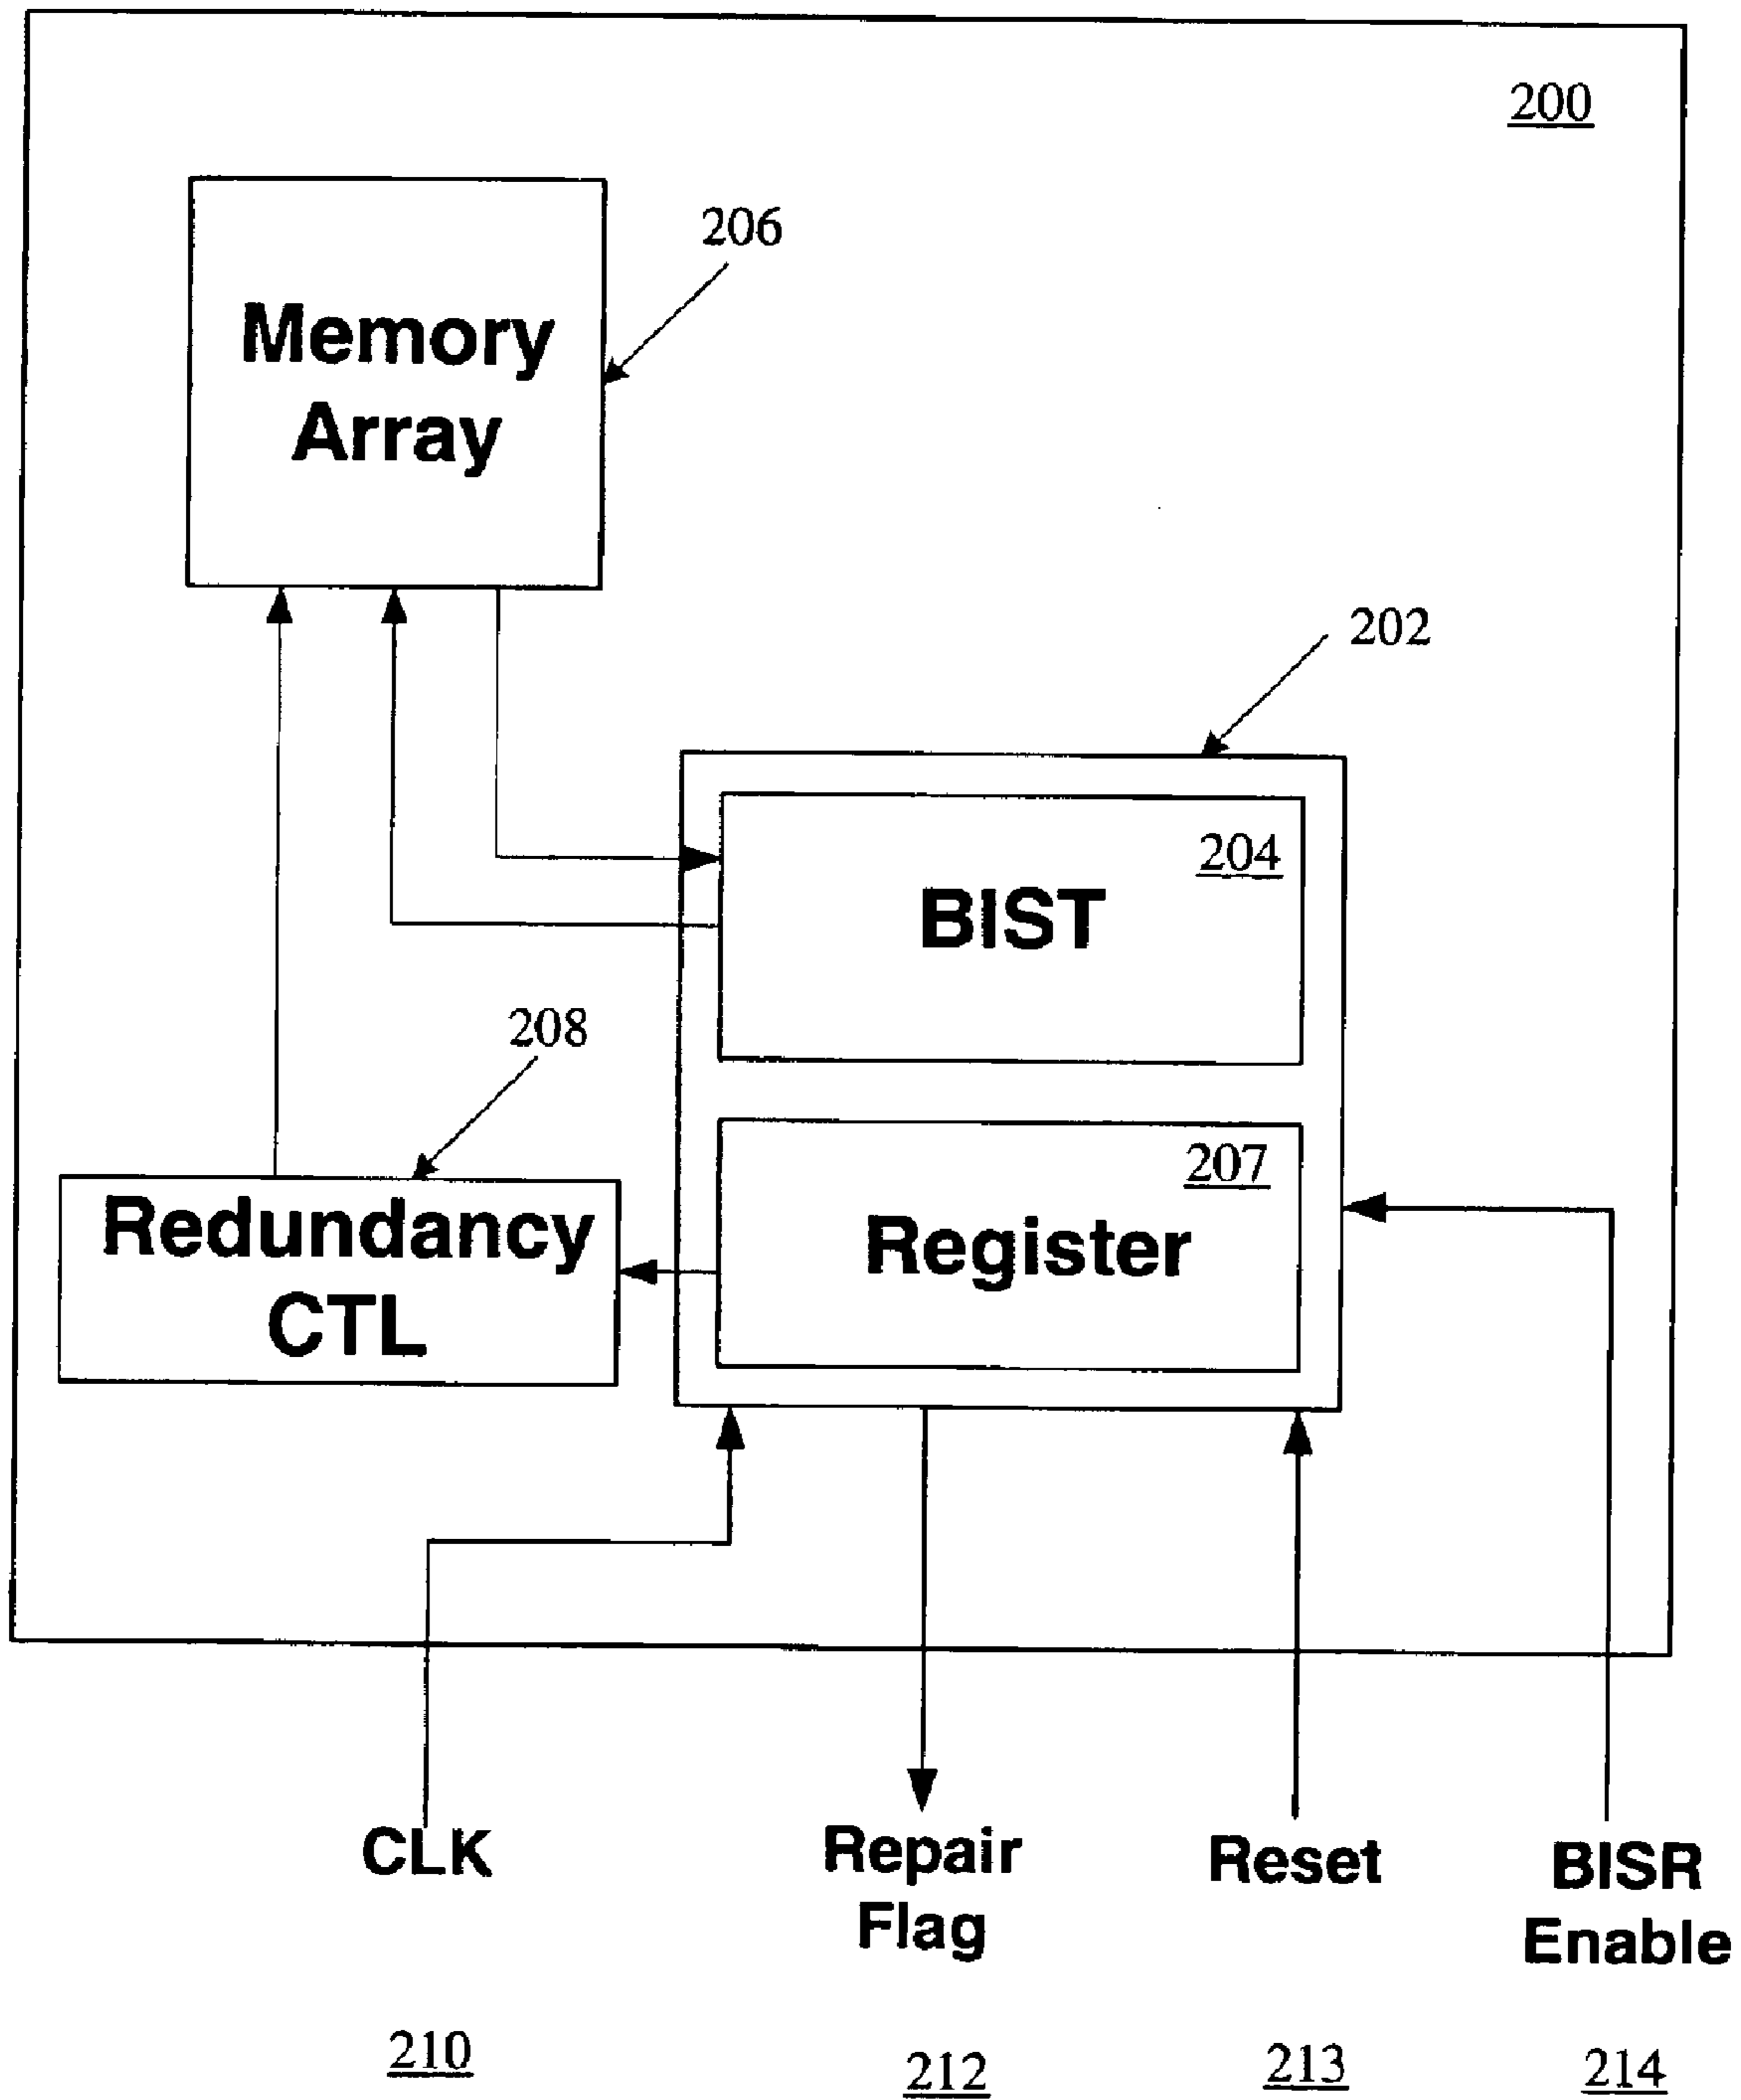 200
206
Memory
Array
202
204
BIST
208
207
Redundancy
CTL
Register
CLK
Repair
Flag
Reset
BISR
Enable
210
212
213
214